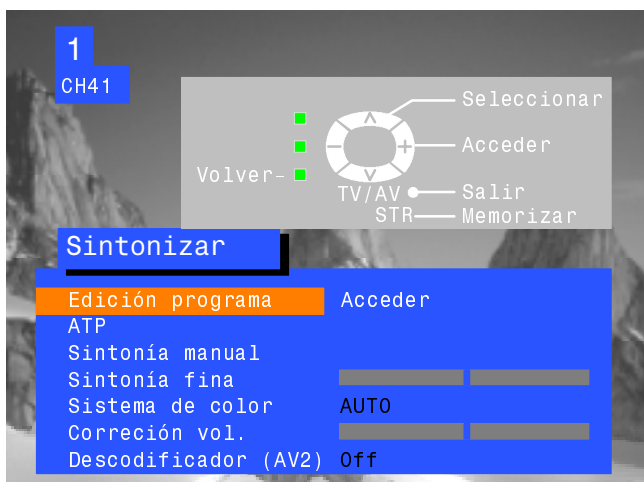 1
CH41
Seleccionar
Acceder
Volver-
TV/AV Salir
STR Memorizar
Sintonizar
Edición programa Acceder
ATP
Sintonía manual
Sintonía fina
Sistema de color AUTO
Correción vol.
Descodificador (AV2) Off